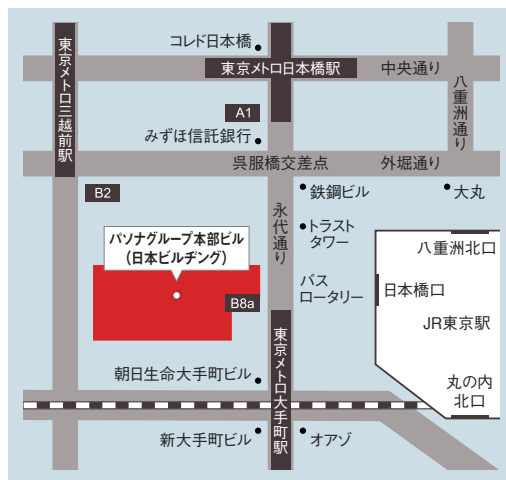 コレド日本橋
東京メトロ三越前駅
東京メトロ日本橋駅
中央通り
八重洲通り
A1
みずほ信託銀行
呉服橋交差点
外堀通り
B2
鉄鋼ビル
大丸
永代通り
トラスト
タワー
パソナグループ本部ビル
(日本ビルヂング)
八重洲北口
バス
ロータリー
日本橋口
B8a
JR東京駅
東京メトロ大手町駅
朝日生命大手町ビル
丸の内
北口
新大手町ビル
オアゾ